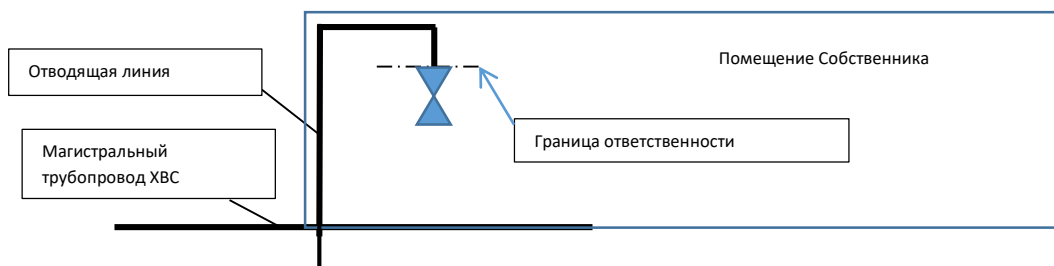 Помещение Собственника
Отводящая линия
Граница ответственности
Магистральный
трубопровод ХВС